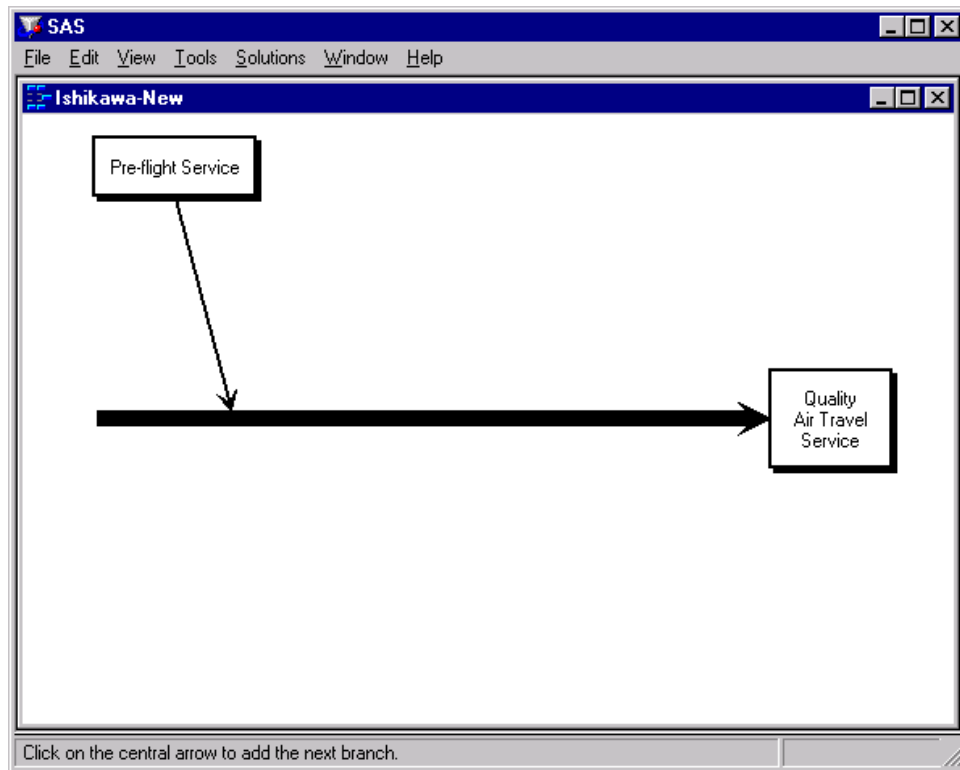 SAS
File Edit View Tools Solutions Window Help
Ishikawa-New
Pre-flight Service
Quality
Air Travel
Service
Click on the central arrow to add the next branch.